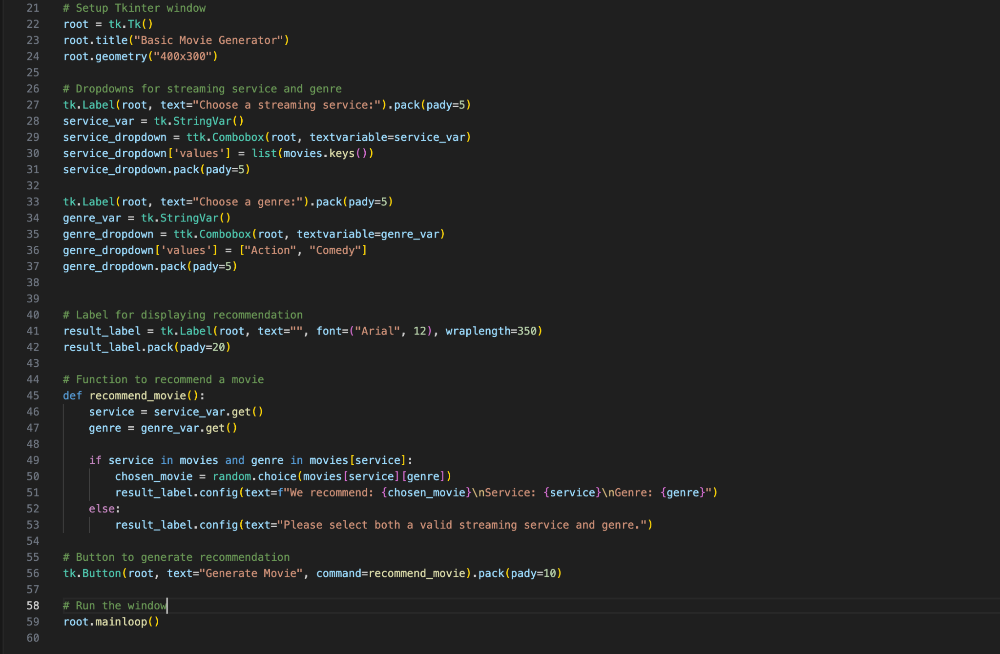 21 # Setup Tkinter window
22 root = tk.Tk()
23 root.title("Basic Movie Generator")
24 root.geometry("400x300")
25
26 # Dropdowns for streaming service and genre
27 tk.Label(root, text="Choose a streaming service:").pack(pady=5)
28 service_var = tk.StringVar()
29 service_dropdown = ttk.Combobox(root, textvariable=service_var)
30 service_dropdown['values'] = list(movies.keys())
31 service_dropdown.pack(pady=5)
32
33 tk.Label(root, text="Choose a genre:").pack(pady=5)
34 genre_var = tk.StringVar()
35 genre_dropdown = ttk.Combobox(root, textvariable=genre_var)
36 genre_dropdown['values'] = ["Action", "Comedy"]
37 genre_dropdown.pack(pady=5)
38
39
40 # Label for displaying recommendation
41 result_label = tk.Label(root, text="", font=("Arial", 12), wraplength=350)
42 result_label.pack(pady=20)
43
44 # Function to recommend a movie
45 def recommend_movie():
46     service = service_var.get()
47     genre = genre_var.get()
48
49     if service in movies and genre in movies[service]:
50         chosen_movie = random.choice(movies[service][genre])
51         result_label.config(text=f"We recommend: {chosen_movie}\nService: {service}\nGenre: {genre}")
52     else:
53         result_label.config(text="Please select both a valid streaming service and genre.")
54
55 # Button to generate recommendation
56 tk.Button(root, text="Generate Movie", command=recommend_movie).pack(pady=10)
57
58 # Run the window
59 root.mainloop()
60